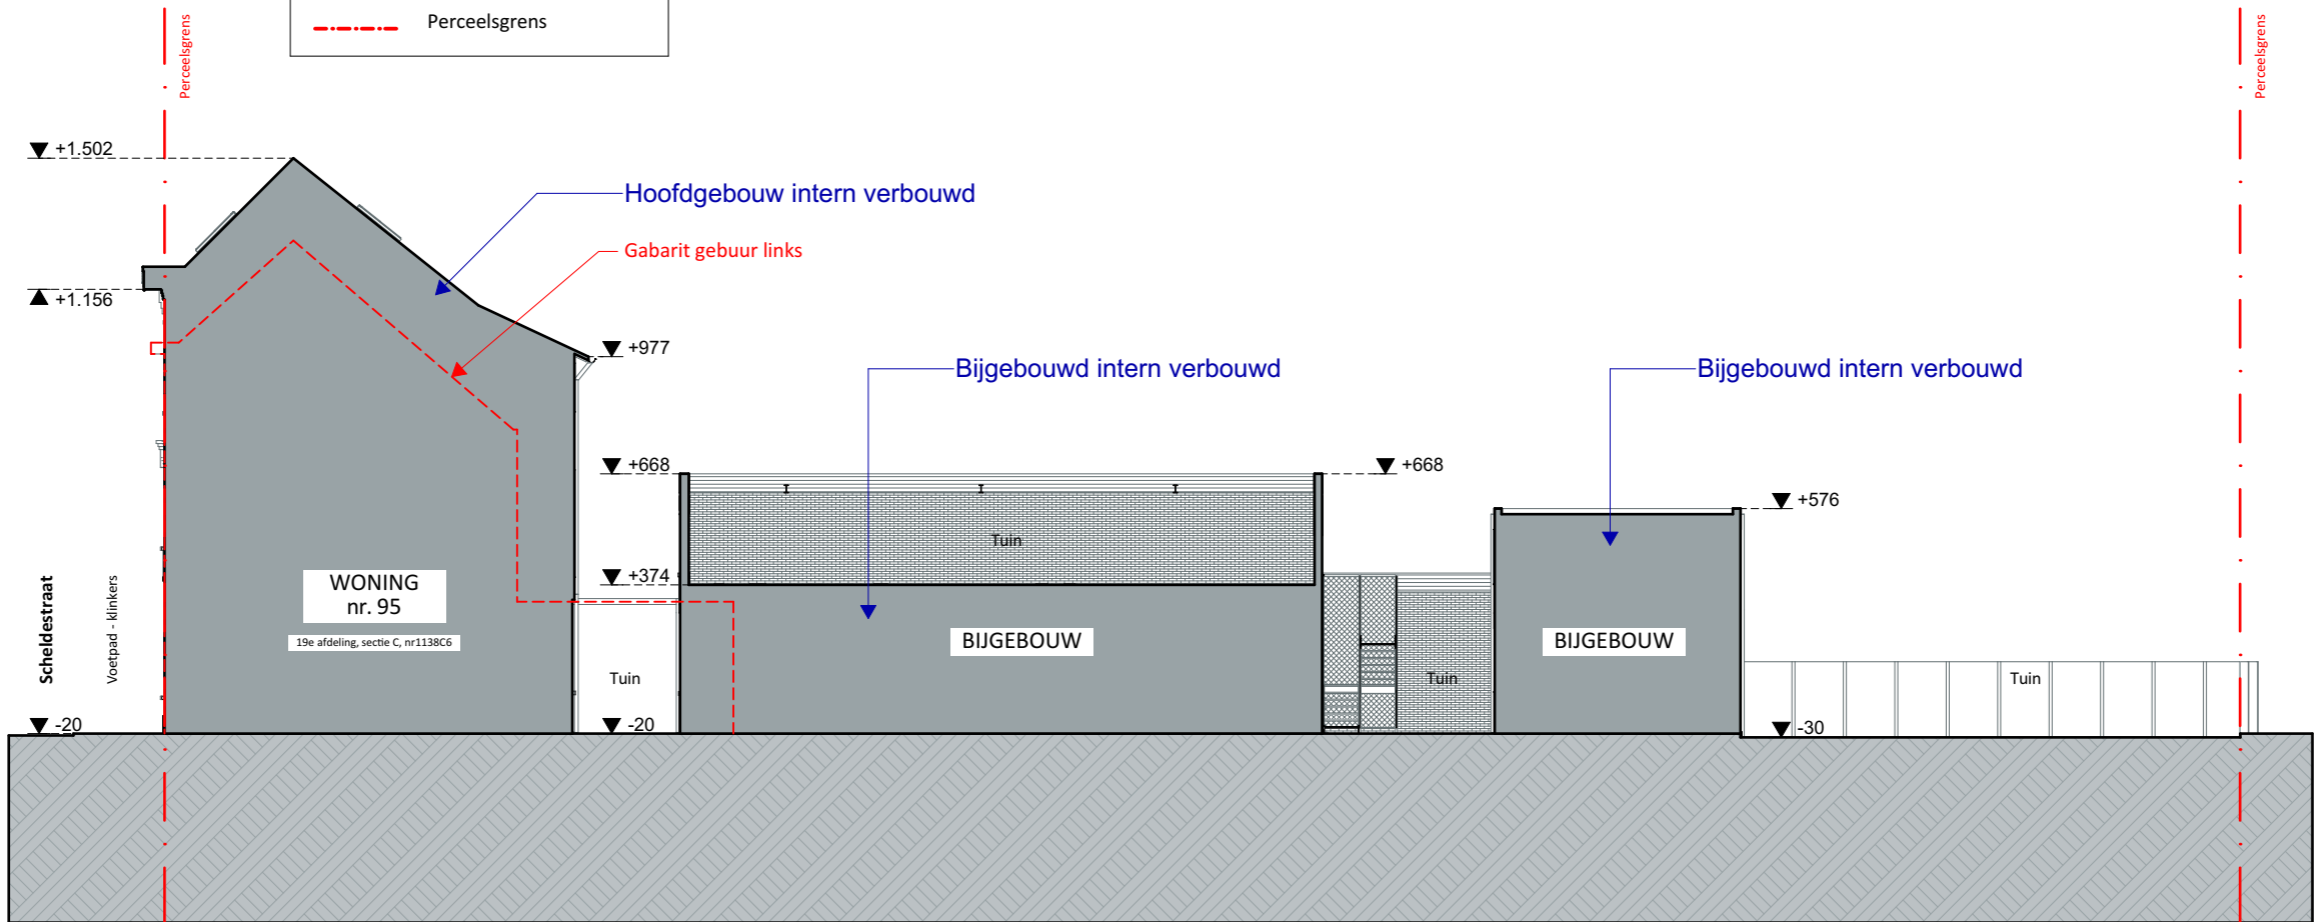 Perceelsgrens
Perceelsgrens
Perceelsgrens
+1.502
Hoofdgebouw intern verbouwd
Gabarit gebuur links
+1.156
+977
Bijgebouwd intern verbouwd
Bijgebouwd intern verbouwd
+668
+668
+576
Tuin
+374
WONING
nr. 95
19e afdeling, sectie C, nr1138C6
Scheldestraat
Voetpad - klinkers
BIJGEBOUW
BIJGEBOUW
Tuin
Tuin
Tuin
-20
-20
-30